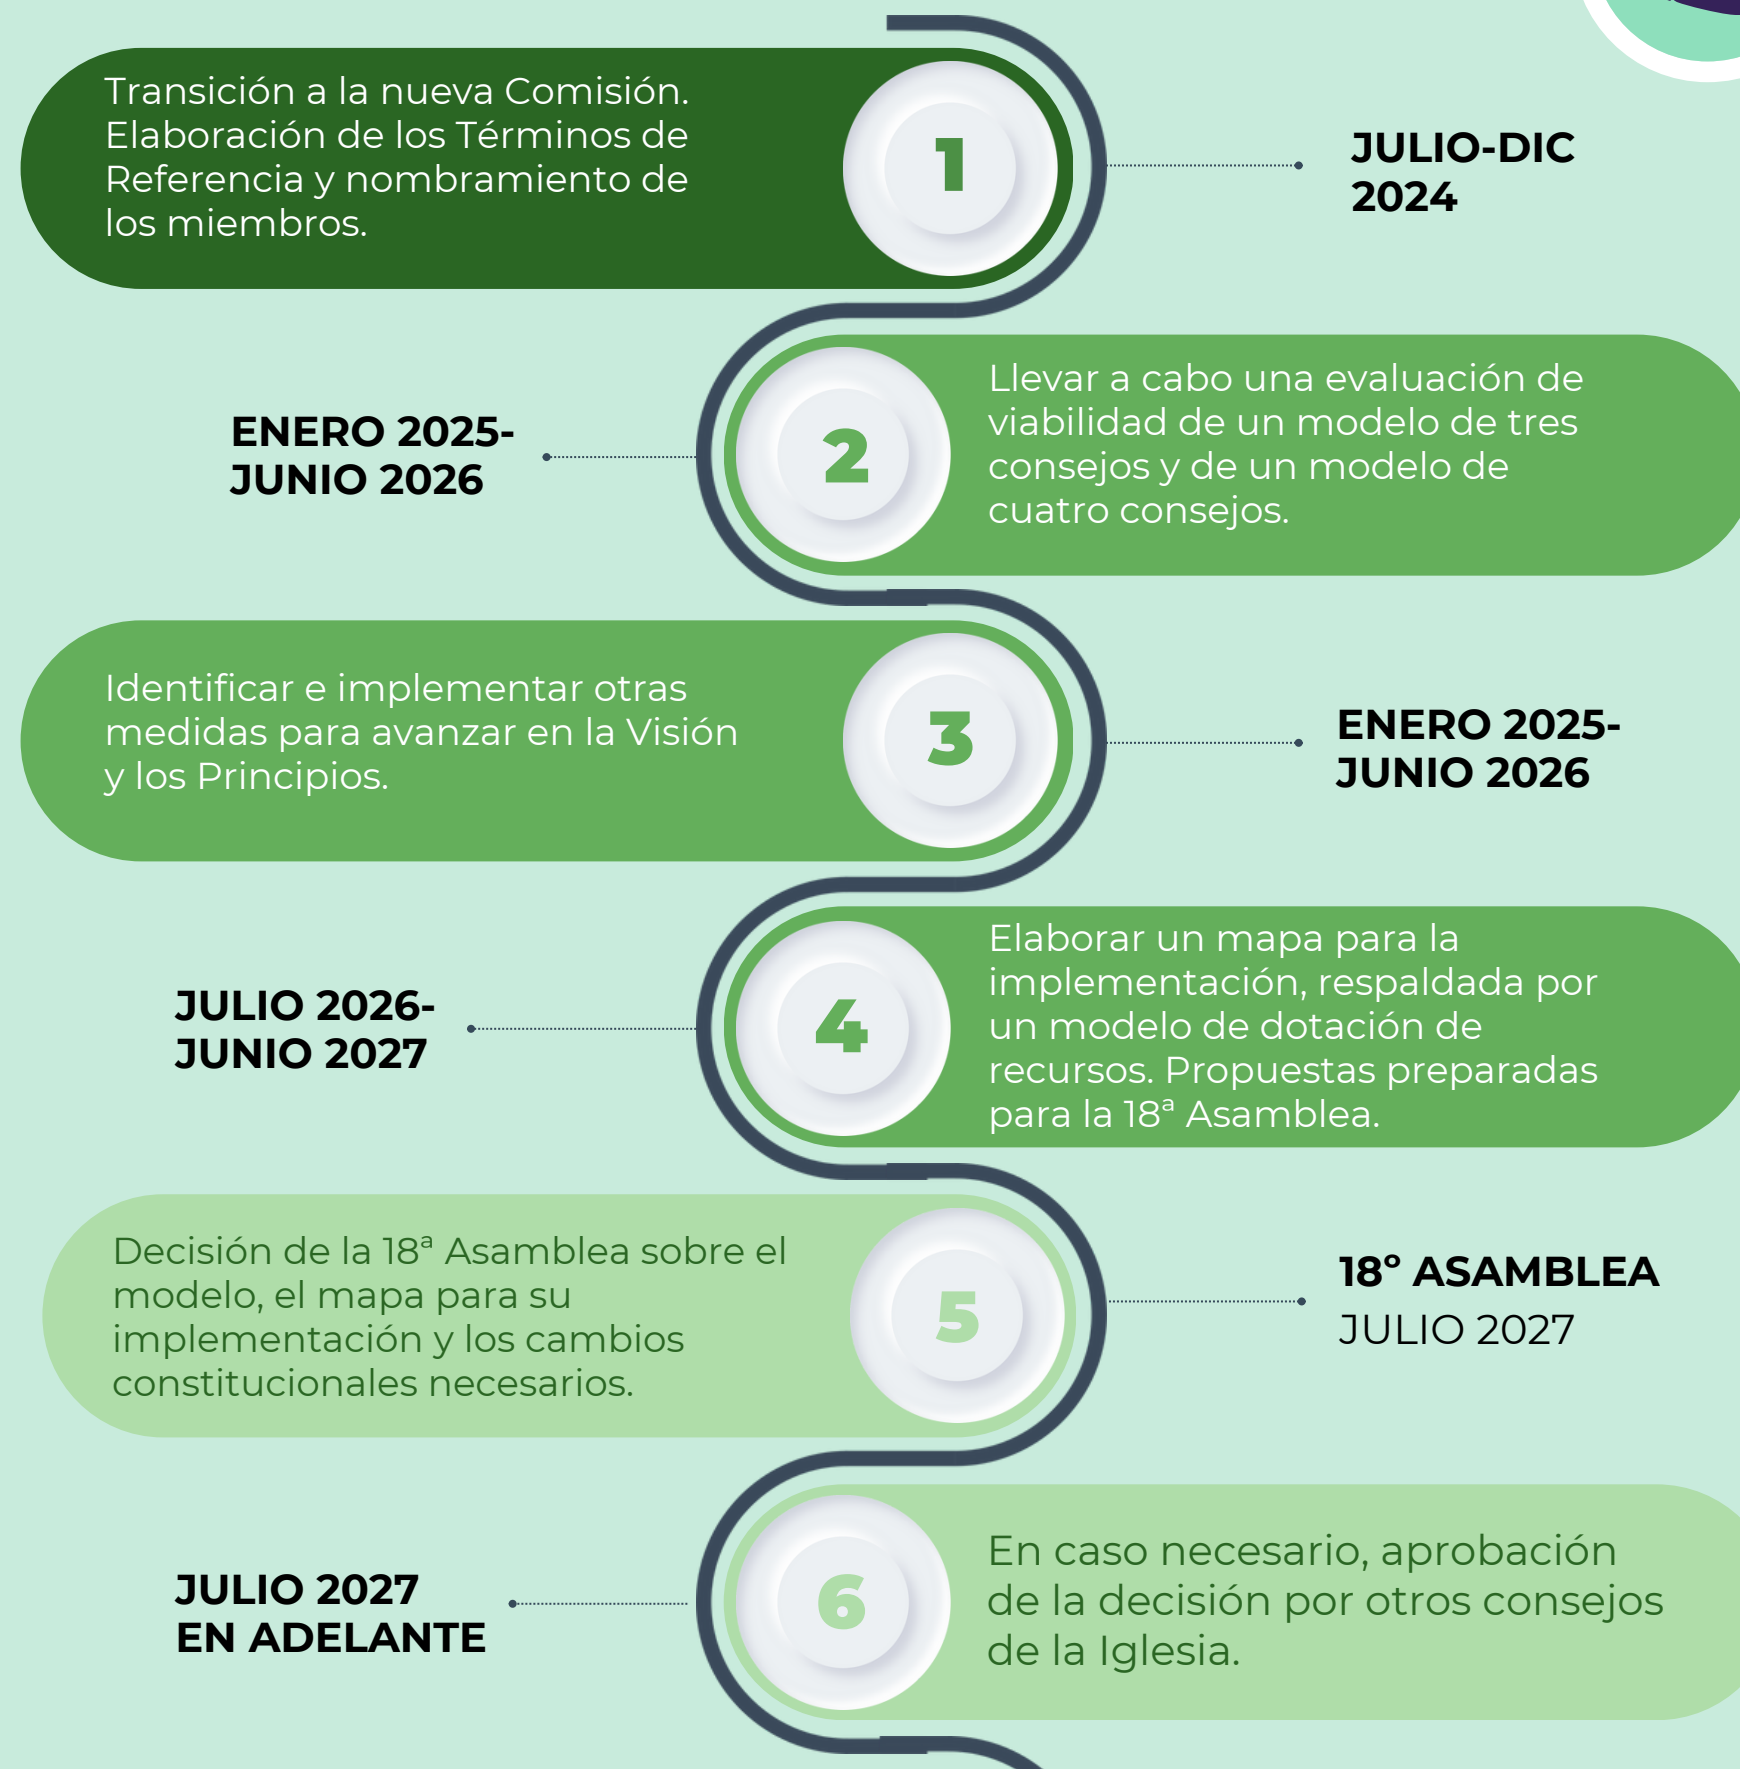 Transición a la nueva Comisión.
Elaboración de los Términos de
Referencia y nombramiento de
los miembros.
1
JULIO-DIC
2024
ENERO 2025-
JUNIO 2026
2
Llevar a cabo una evaluación de
viabilidad de un modelo de tres
consejos y de un modelo de
cuatro consejos.
Identificar e implementar otras
medidas para avanzar en la Visión
y los Principios.
3
ENERO 2025-
JUNIO 2026
JULIO 2026-
JUNIO 2027
4
Elaborar un mapa para la
implementación, respaldada por
un modelo de dotación de
recursos. Propuestas preparadas
para la 18ª Asamblea.
Decisión de la 18ª Asamblea sobre el
modelo, el mapa para su
implementación y los cambios
constitucionales necesarios.
5
18º ASAMBLEA
JULIO 2027
JULIO 2027
EN ADELANTE
6
En caso necesario, aprobación
de la decisión por otros consejos
de la Iglesia.